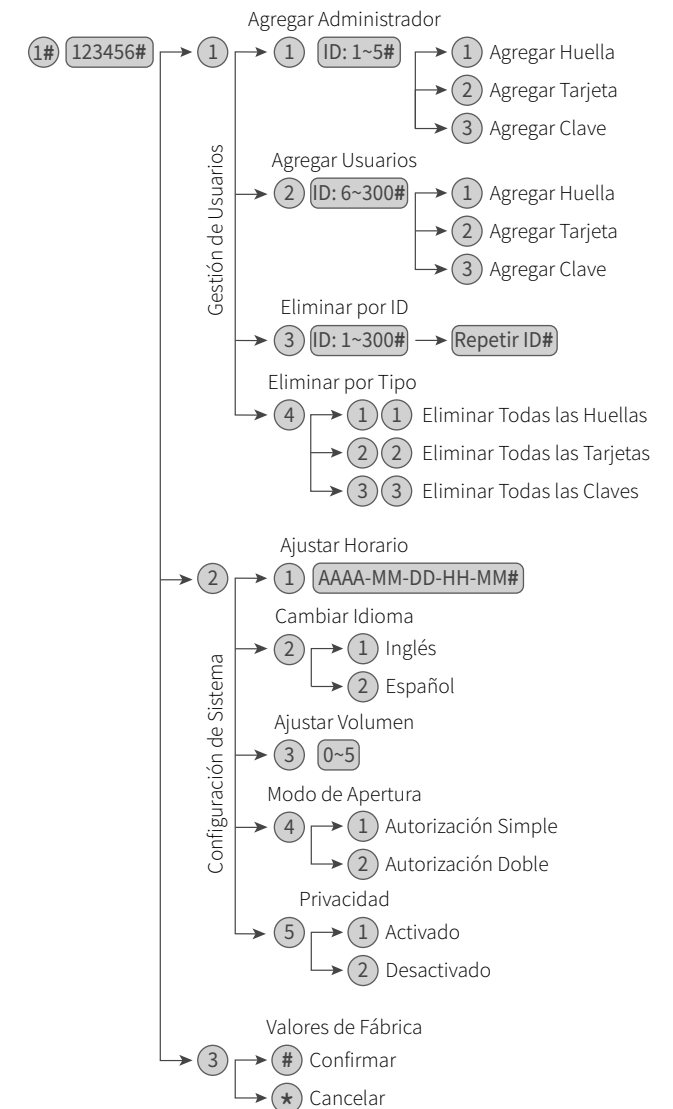 Agregar Administrador
1# 123456# 1 1 ID: 1~5# 1 Agregar Huella
2 Agregar Tarjeta
3 Agregar Clave
Gestión de Usuarios
Agregar Usuarios
2 ID: 6~300# 1 Agregar Huella
2 Agregar Tarjeta
3 Agregar Clave
Eliminar por ID
3 ID: 1~300# Repetir ID#
Eliminar por Tipo
4 1 1 Eliminar Todas las Huellas
2 2 Eliminar Todas las Tarjetas
3 3 Eliminar Todas las Claves
Ajustar Horario
2 1 AAAA-MM-DD-HH-MM#
Configuración de Sistema
Cambiar Idioma
2 1 Inglés
2 Español
Ajustar Volumen
3 0~5
Modo de Apertura
4 1 Autorización Simple
2 Autorización Doble
Privacidad
5 1 Activado
2 Desactivado
Valores de Fábrica
3 # Confirmar
* Cancelar